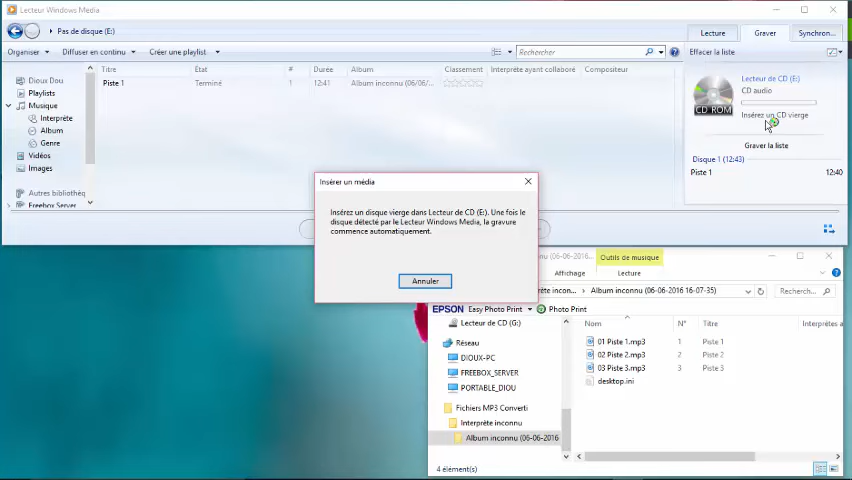 Lecteur Windows Media
Pas de disque (E:)
Lecture
Graver
Synchron...
Organiser
Diffuser en continu
Créer une playlist
Rechercher
Effacer la liste
Dioux Dou
Playlists
Musique
Interprète
Album
Genre
Vidéos
Images
Autres bibliothèq
Freebox Server
Titre
État
#
Durée
Album
Classement
Interprète ayant collaboré
Compositeur
Piste 1
Terminé
1
12:41
Album inconnu (06/06/...
CD ROM
Lecteur de CD (E:)
CD audio
Insérez un CD vierge
Graver la liste
Disque 1 (12:43)
Piste 1
12:40
Insérer un média
Insérez un disque vierge dans Lecteur de CD (E:). Une fois le
disque détecté par le Lecteur Windows Media, la gravure
commence automatiquement.
Annuler
nu (06-06-2016...
Outils de musique
Affichage
Lecture
prète incon...
Album inconnu (06-06-2016 16-07-35)
Recherch...
EPSON
Easy Photo Print
Photo Print
Lecteur de CD (G:)
Réseau
DIOUX-PC
FREEBOX_SERVER
PORTABLE_DIOU
Fichiers MP3 Converti
Interprète inconnu
Album inconnu (06-06-2016
Nom
N°
Titre
Interprètes a
01 Piste 1.mp3
1
Piste 1
02 Piste 2.mp3
2
Piste 2
03 Piste 3.mp3
3
Piste 3
desktop.ini
4 élément(s)